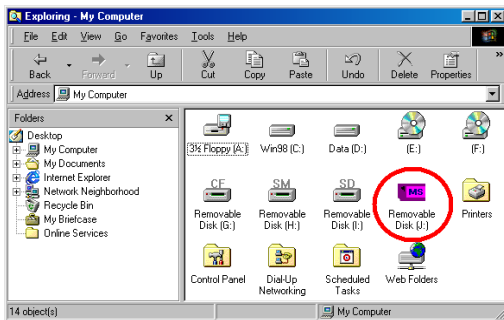 Exploring - My Computer
File Edit View Go Favorites Tools Help
Back Forward Up Cut Copy Paste Undo Delete Properties »
Address My Computer
Folders ×
Desktop
My Computer
My Documents
Internet Explorer
Network Neighborhood
Recycle Bin
My Briefcase
Online Services
3½ Floppy (A:) Win98 (C:) Data (D:) (E:) (F:)
CF SM SD MS
Removable Disk (G:) Removable Disk (H:) Removable Disk (I:) Removable Disk (J:) Printers
Control Panel Dial-Up Networking Scheduled Tasks Web Folders
14 object(s) My Computer